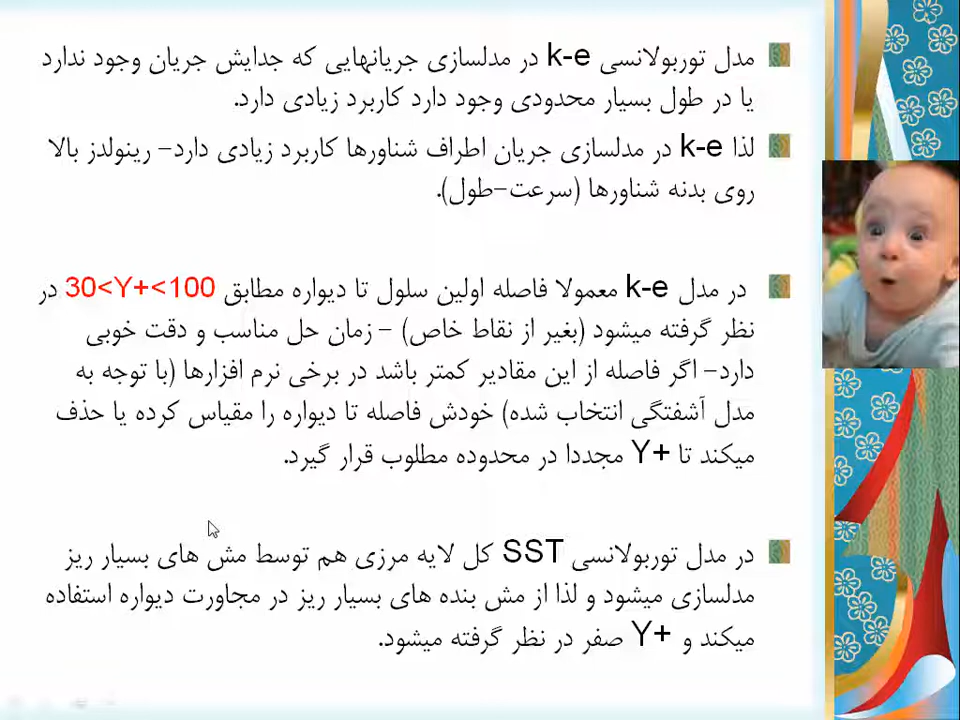 مدل توربولانسی k-e در مدلسازی جریانهایی که جدایش جریان وجود ندارد
یا در طول بسیار محدودی وجود دارد کاربرد زیادی دارد.
لذا k-e در مدلسازی جریان اطراف شناورها کاربرد زیادی دارد- رینولدز بالا
روی بدنه شناورها (سرعت-طول).
در مدل k-e معمولا فاصله اولین سلول تا دیواره مطابق 30<Y+<100 در
نظر گرفته میشود (بغیر از نقاط خاص) - زمان حل مناسب و دقت خوبی
دارد- اگر فاصله از این مقادیر کمتر باشد در برخی نرم افزارها (با توجه به
مدل آشفتگی انتخاب شده) خودش فاصله تا دیواره را مقیاس کرده یا حذف
میکند تا Y+ مجددا در محدوده مطلوب قرار گیرد.
در مدل توربولانسی SST کل لایه مرزی هم توسط مش های بسیار ریز
مدلسازی میشود و لذا از مش بنده های بسیار ریز در مجاورت دیواره استفاده
میکند و Y+ صفر در نظر گرفته میشود.